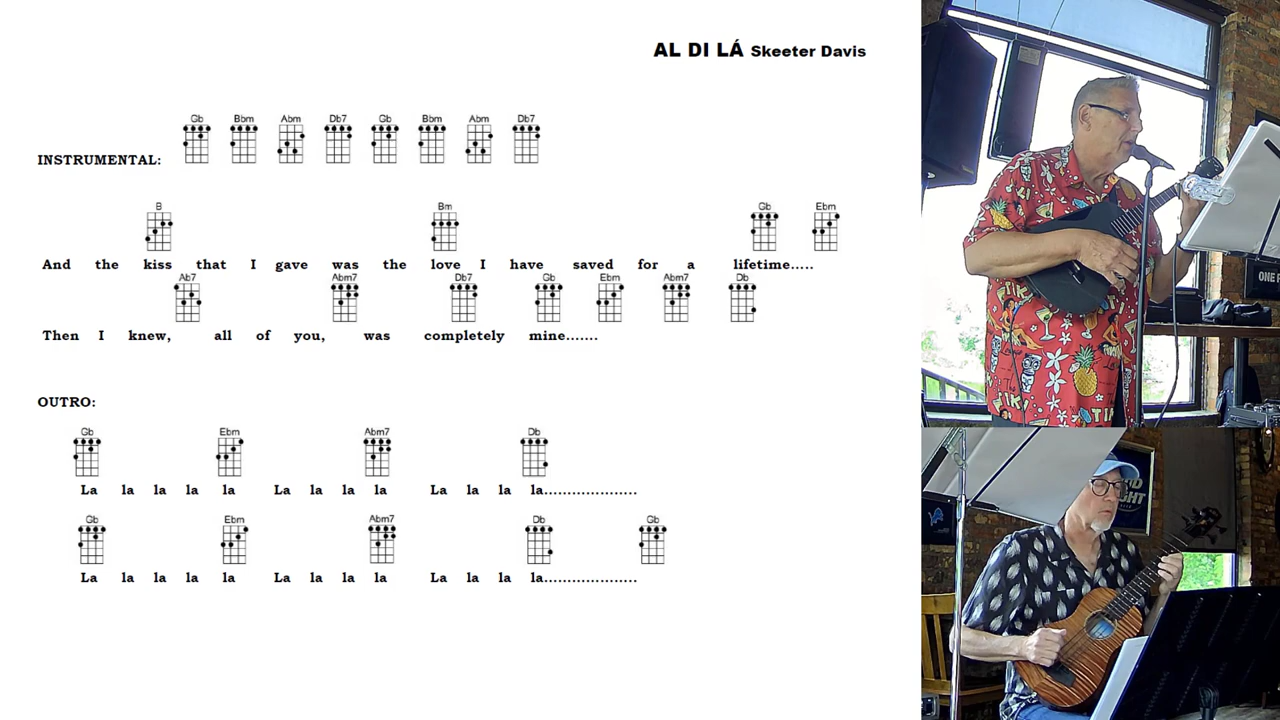 AL DI LÁ Skeeter Davis
Gb Bbm Abm Db7 Gb Bbm Abm Db7
INSTRUMENTAL:
B Bm Gb Ebm
And the kiss that I gave was the love I have saved for a lifetime.....
Ab7 Abm7 Db7 Gb Ebm Abm7 Db
Then I knew, all of you, was completely mine.......
OUTRO:
Gb Ebm Abm7 Db
La la la la la La la la la La la la la....................
Gb Ebm Abm7 Db Gb
La la la la la La la la la La la la la....................
ONE
TIKI